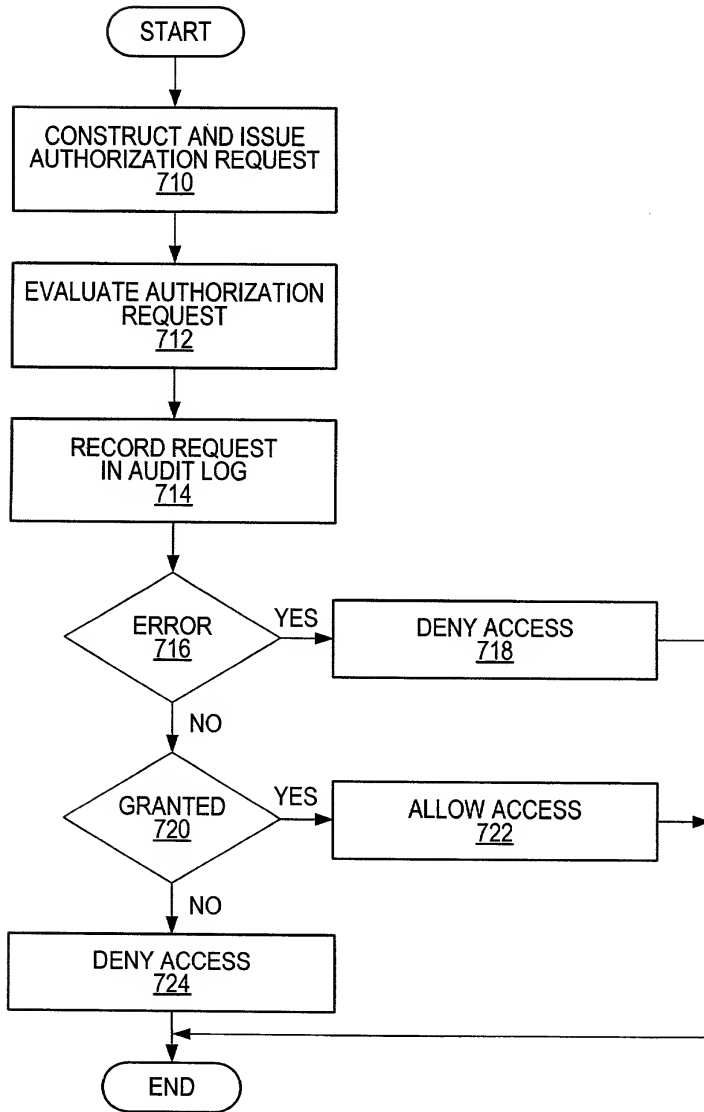 START
CONSTRUCT AND ISSUE
AUTHORIZATION REQUEST
710
EVALUATE AUTHORIZATION
REQUEST
712
RECORD REQUEST
IN AUDIT LOG
714
ERROR
716
YES
DENY ACCESS
718
NO
GRANTED
720
YES
ALLOW ACCESS
722
NO
DENY ACCESS
724
END